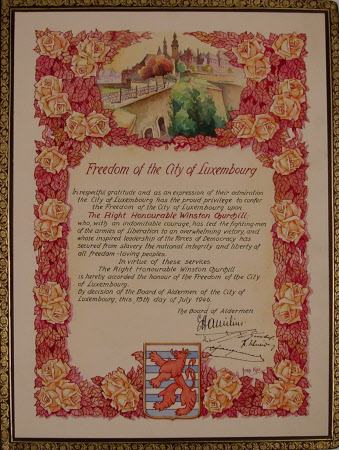 Freedom of the City of Luxembourg
In respectful gratitude and as an expression of their admiration
the City of Luxembourg has the proud privilege to confer
the Freedom of the City of Luxembourg upon
The Right Honourable Winston Churchill
who, with an indomitable courage, has led the fighting-men
of the armies of Liberation to an overwhelming victory, and
whose inspired leadership of the Forces of Democracy has
secured from slavery the national integrity and liberty of
all freedom-loving peoples.
In virtue of these services
The Right Honourable Winston Churchill
is hereby accorded the honour of the Freedom of the City
of Luxembourg.
By decision of the Board of Aldermen of the City of
Luxembourg, this, 15th day of July 1946.
The Board of Aldermen